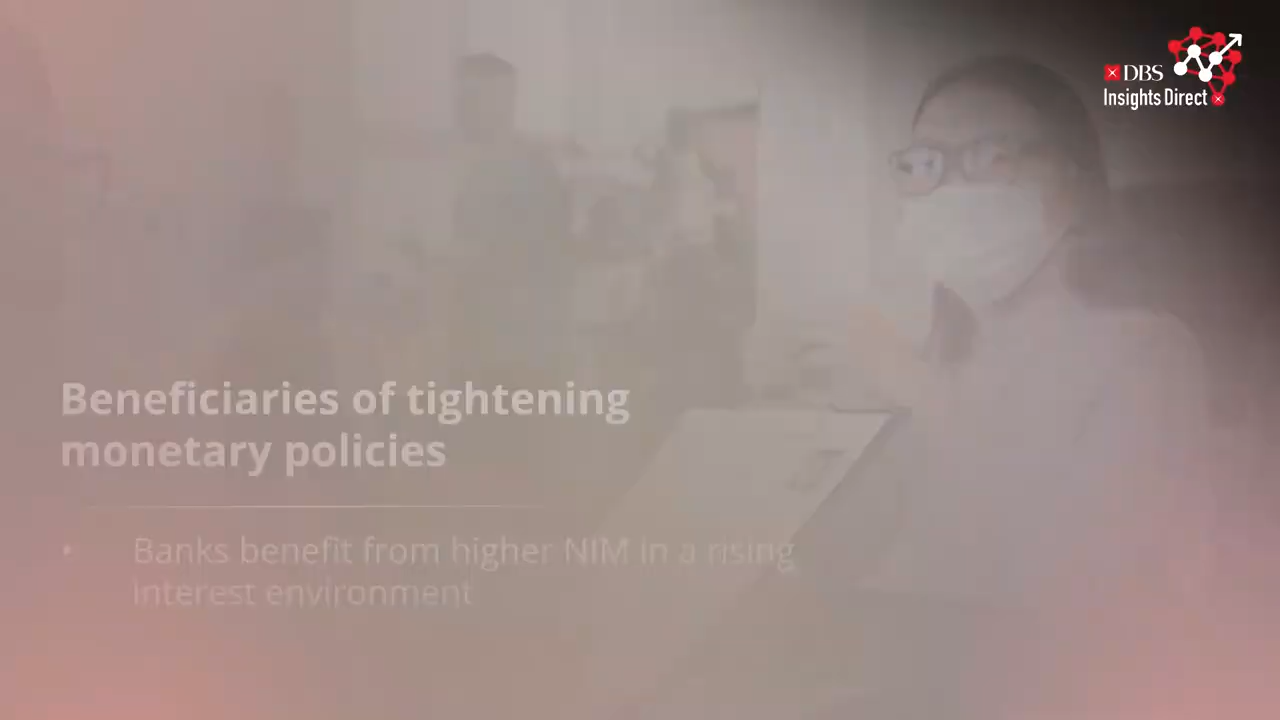 DBS
Insights Direct
Beneficiaries of tightening
monetary policies
• Banks benefit from higher NIM in a rising
interest environment